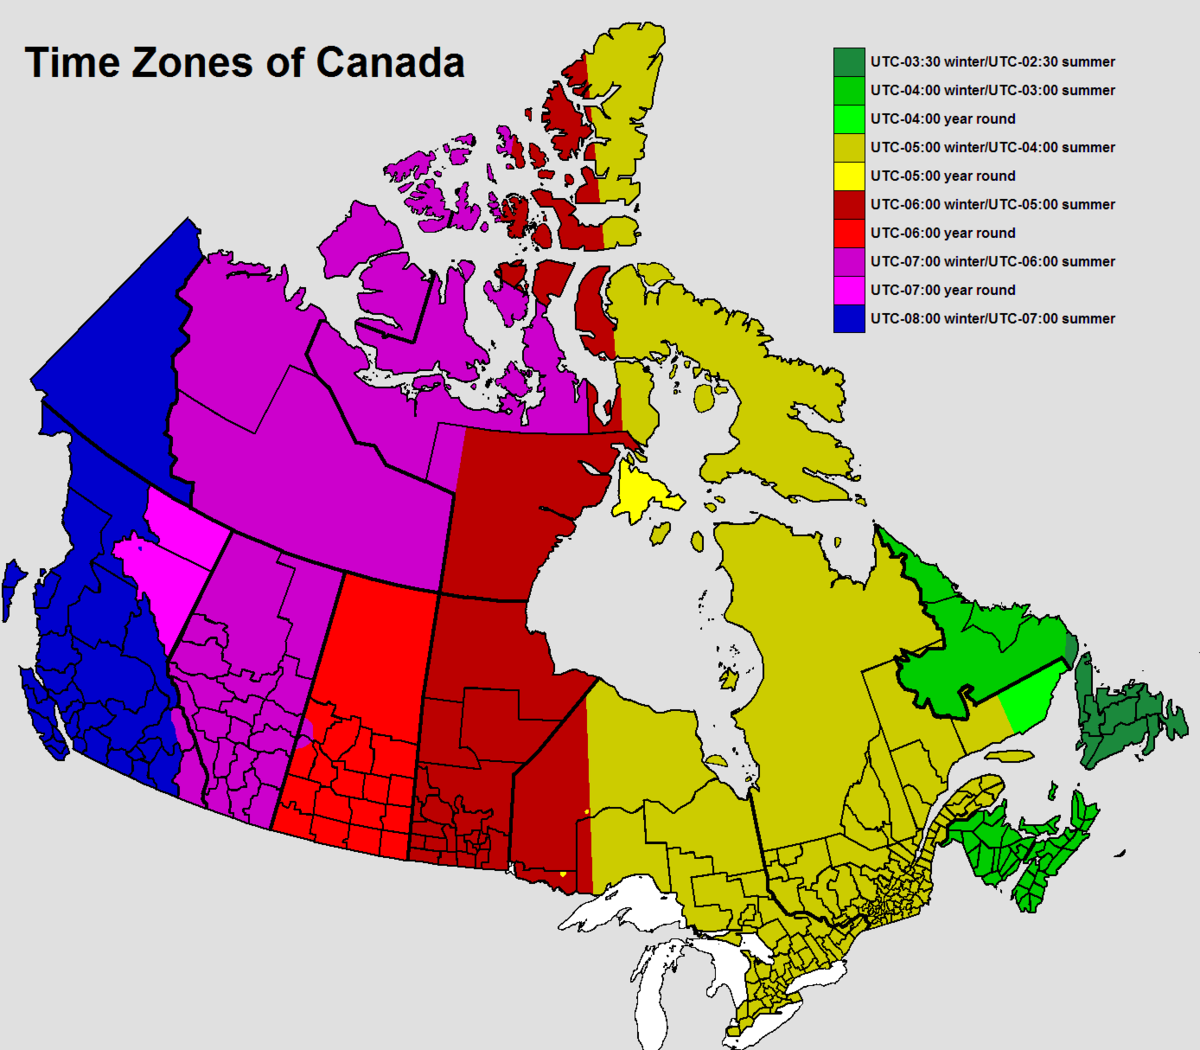 Time Zones of Canada
UTC-03:30 winter/UTC-02:30 summer
UTC-04:00 winter/UTC-03:00 summer
UTC-04:00 year round
UTC-05:00 winter/UTC-04:00 summer
UTC-05:00 year round
UTC-06:00 winter/UTC-05:00 summer
UTC-06:00 year round
UTC-07:00 winter/UTC-06:00 summer
UTC-07:00 year round
UTC-08:00 winter/UTC-07:00 summer